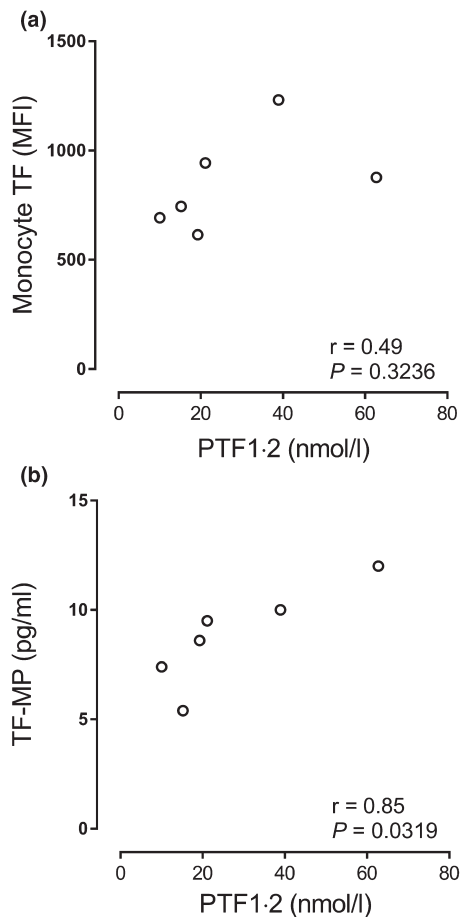 (a)
1500
1000
500
0
Monocyte TF (MFI)
r = 0.49
P = 0.3236
0 20 40 60 80
PTF1·2 (nmol/l)
(b)
15
10
5
0
TF-MP (pg/ml)
r = 0.85
P = 0.0319
0 20 40 60 80
PTF1·2 (nmol/l)